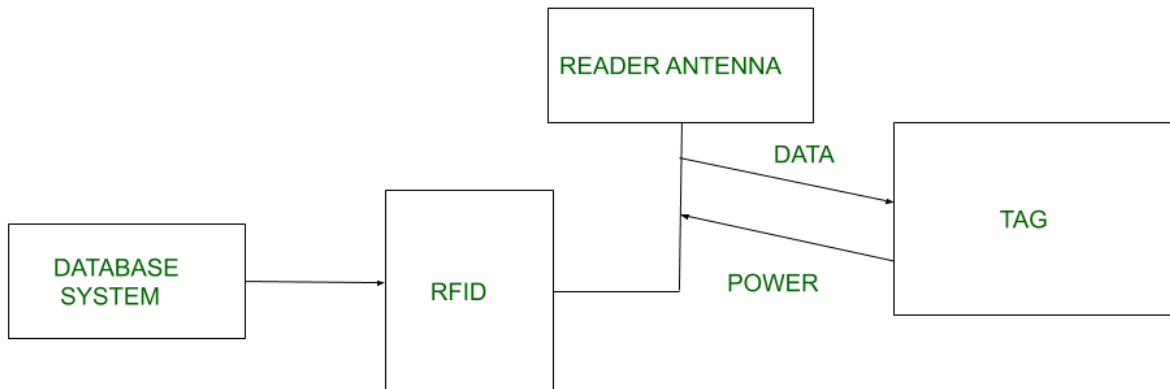 READER ANTENNA
DATA
TAG
DATABASE
SYSTEM
RFID
POWER